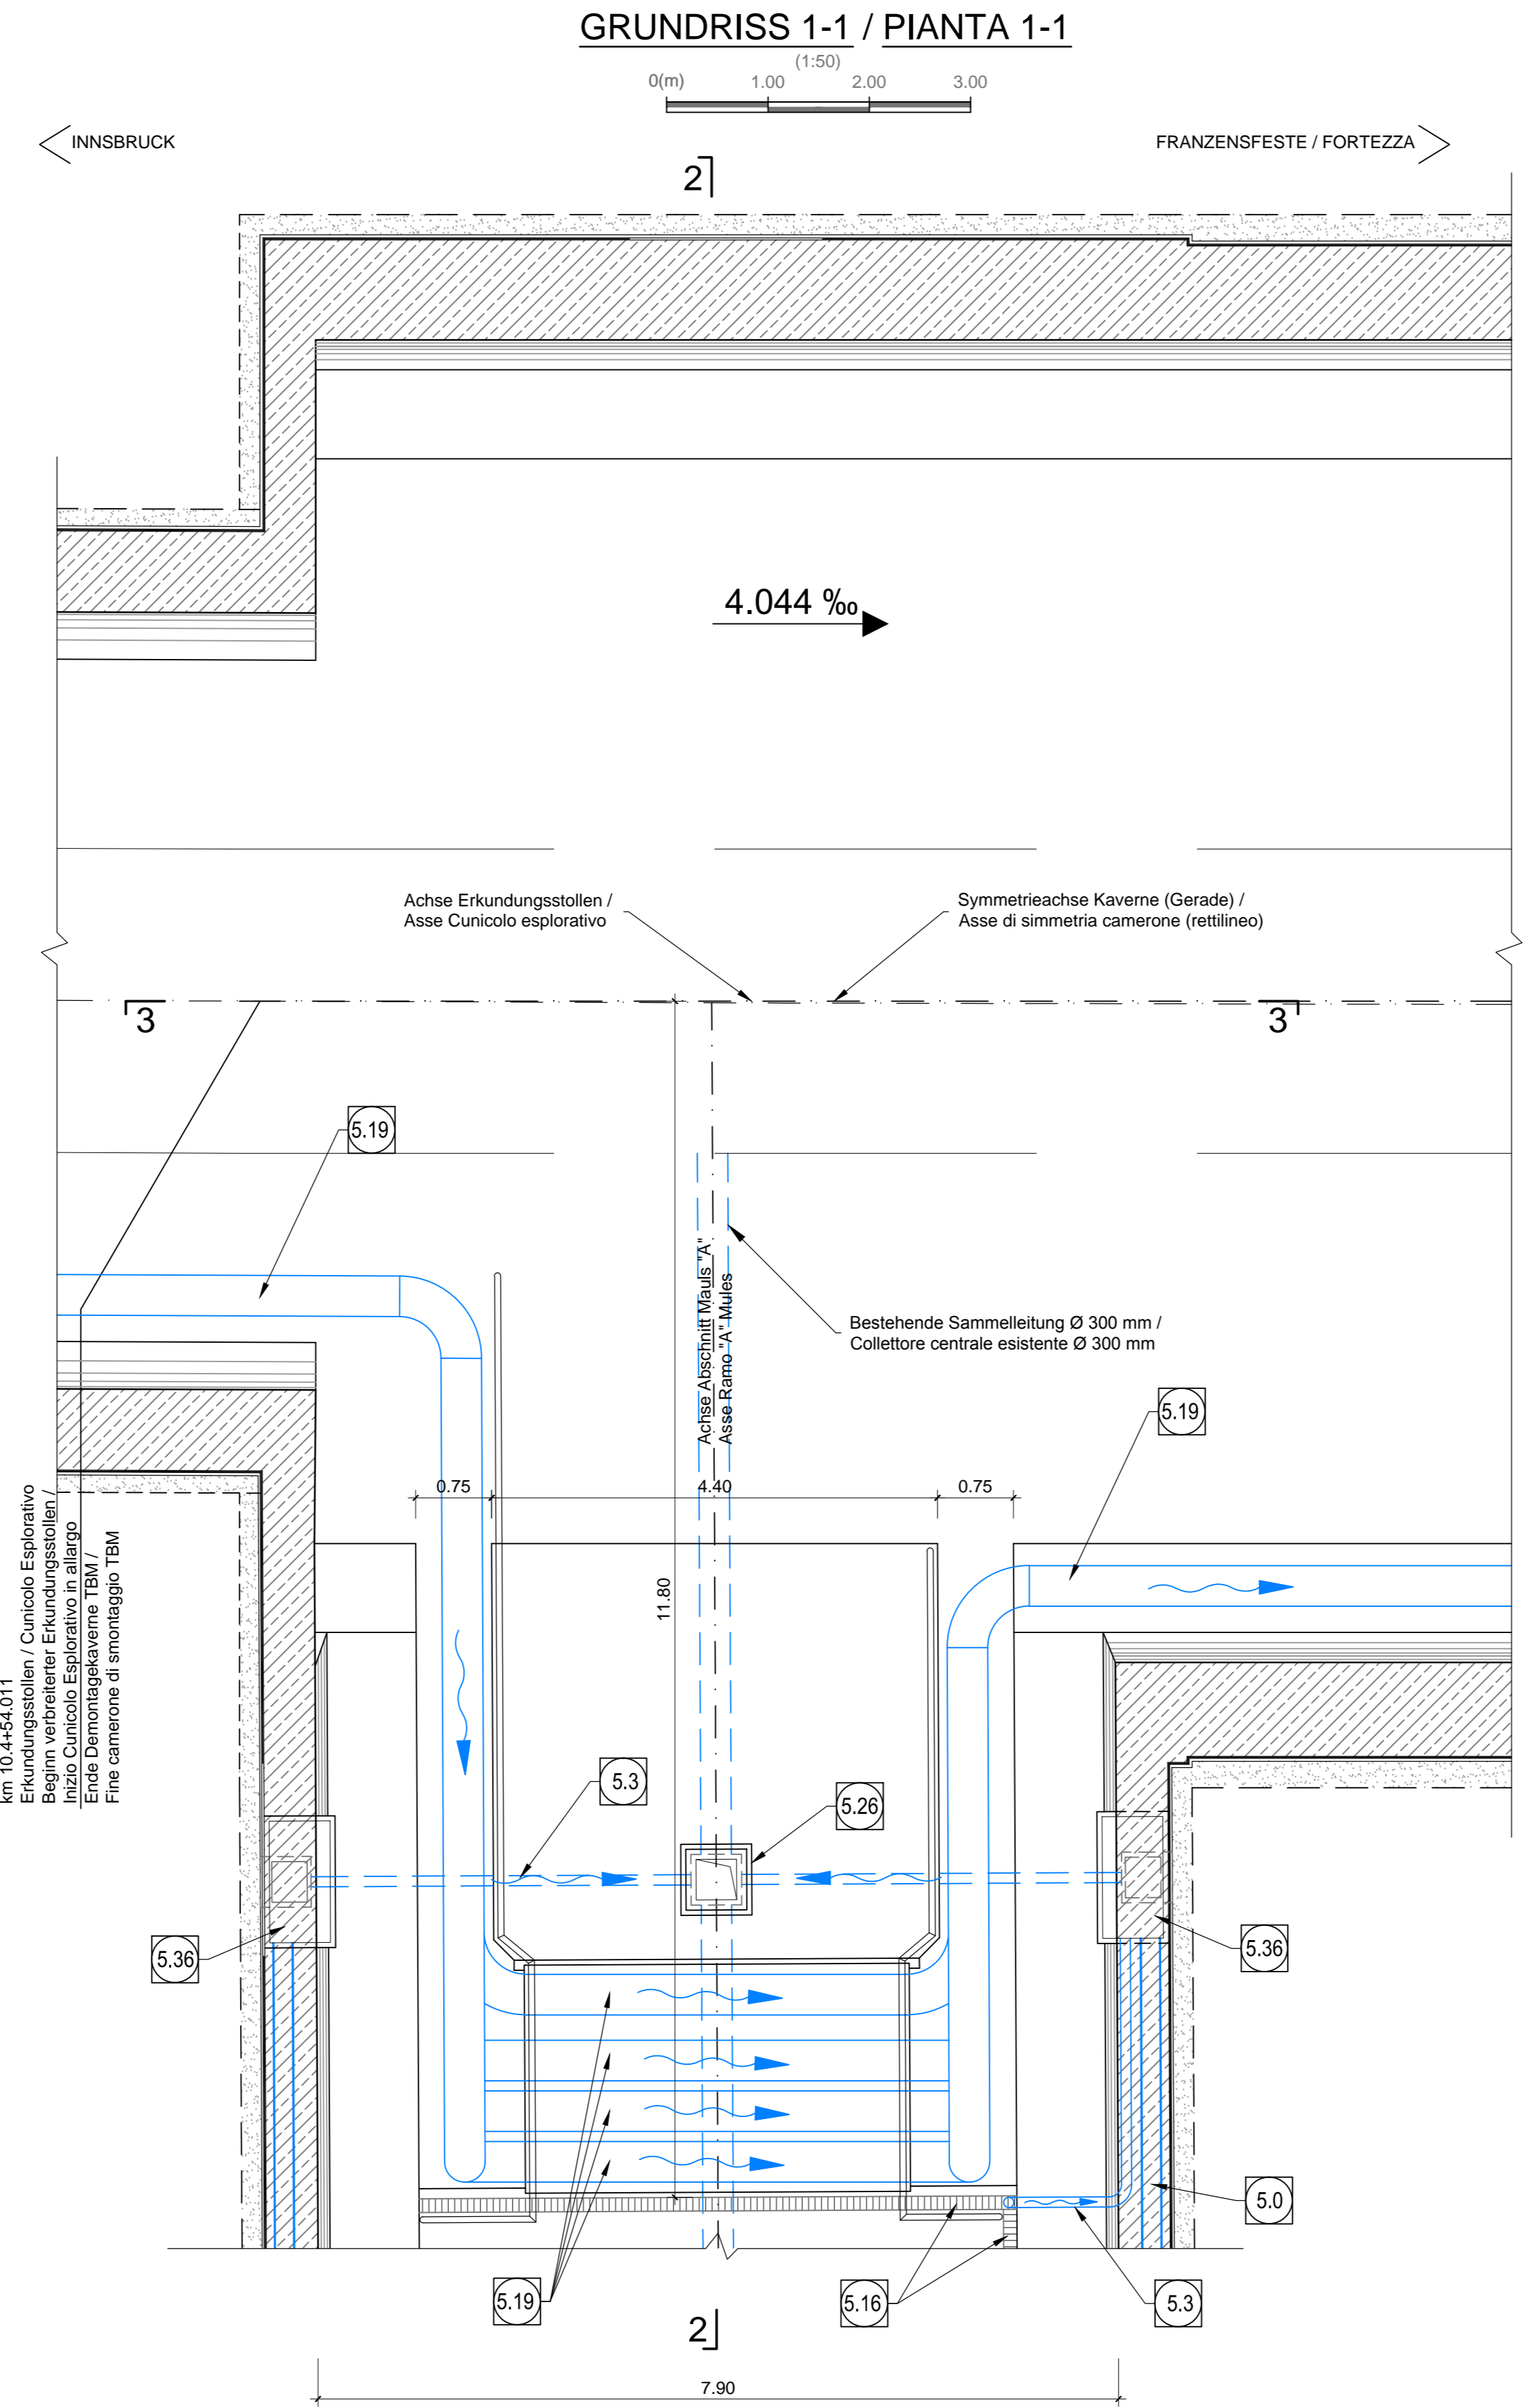 GRUNDRISS 1-1 / PIANTA 1-1
(1:50)
0(m) 1.00 2.00 3.00
INNSBRUCK
FRANZENSFESTE / FORTEZZA
2
4.044 ‰
Achse Erkundungsstollen /
Asse Cunicolo esplorativo
Symmetrieachse Kaverne (Gerade) /
Asse di simmetria camerone (rettilineo)
3
3
5.19
Achse Abschnitt Mauls "A"
Asse Ramo "A" Mules
Bestehende Sammelleitung Ø 300 mm /
Collettore centrale esistente Ø 300 mm
5.19
0.75
4.40
0.75
11.80
km 10.4+54.011
Erkundungsstollen / Cunicolo Esplorativo
Beginn verbreiterter Erkundungsstollen /
Inizio Cunicolo Esplorativo in allargo
Ende Demontagekaverne TBM /
Fine camerone di smontaggio TBM
5.3
5.26
5.36
5.36
5.0
5.19
5.16
5.3
2
7.90